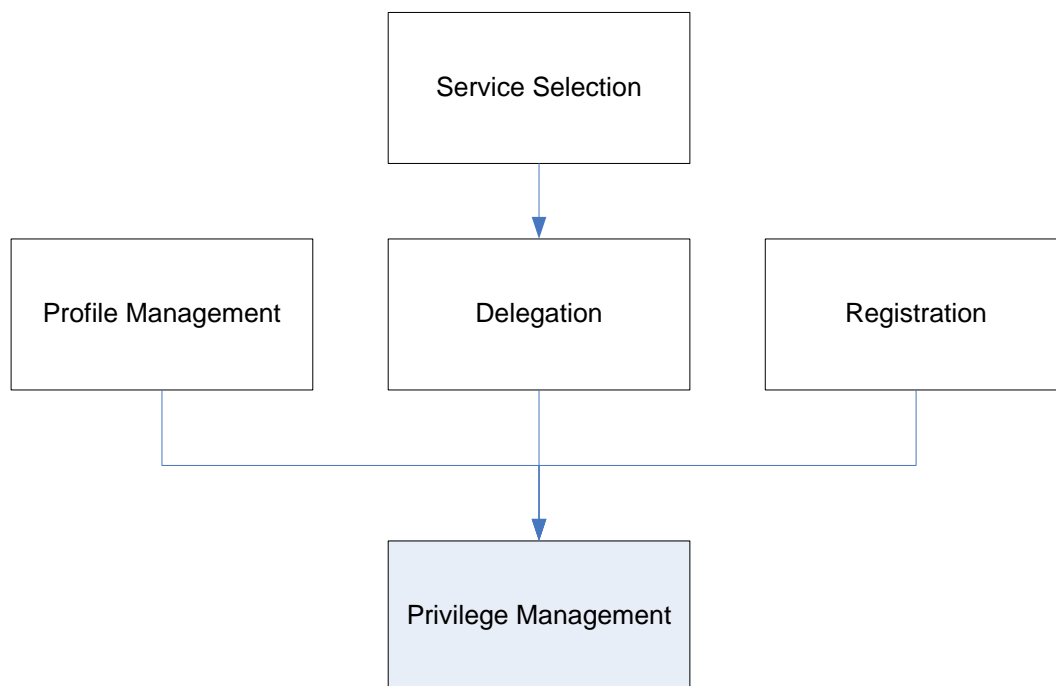 Service Selection
Profile Management
Delegation
Registration
Privilege Management